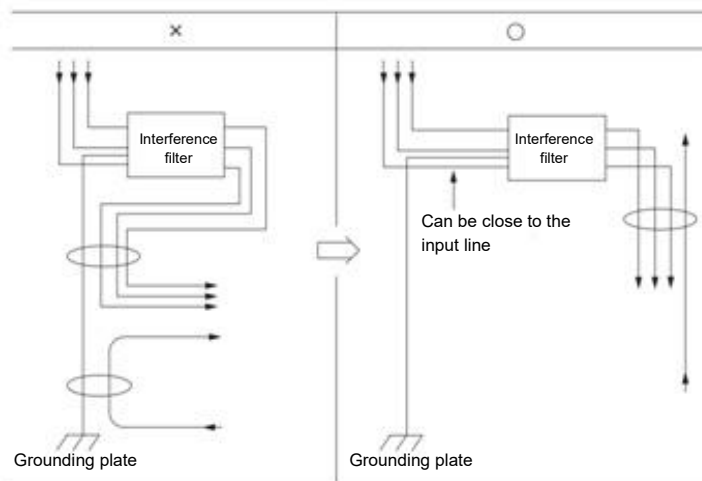 × ○
Interference
filter
Grounding plate
Interference
filter
Can be close to the
input line
Grounding plate